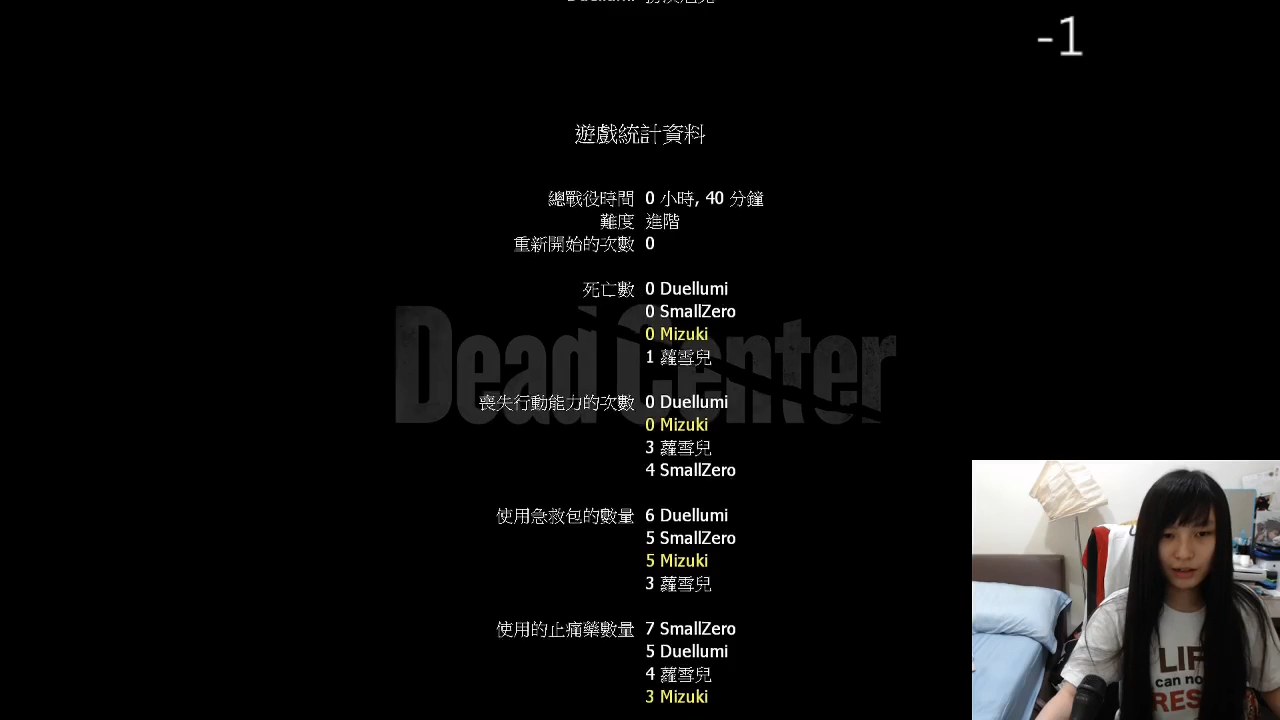 -1
遊戲統計資料
總戰役時間 0 小時, 40 分鐘
難度 進階
重新開始的次數 0
死亡數 0 Duellumi
0 SmallZero
0 Mizuki
1 蘿雪兒
Dead Center
喪失行動能力的次數 0 Duellumi
0 Mizuki
3 蘿雪兒
4 SmallZero
使用急救包的數量 6 Duellumi
5 SmallZero
5 Mizuki
3 蘿雪兒
使用的止痛藥數量 7 SmallZero
5 Duellumi
4 蘿雪兒
3 Mizuki
can no